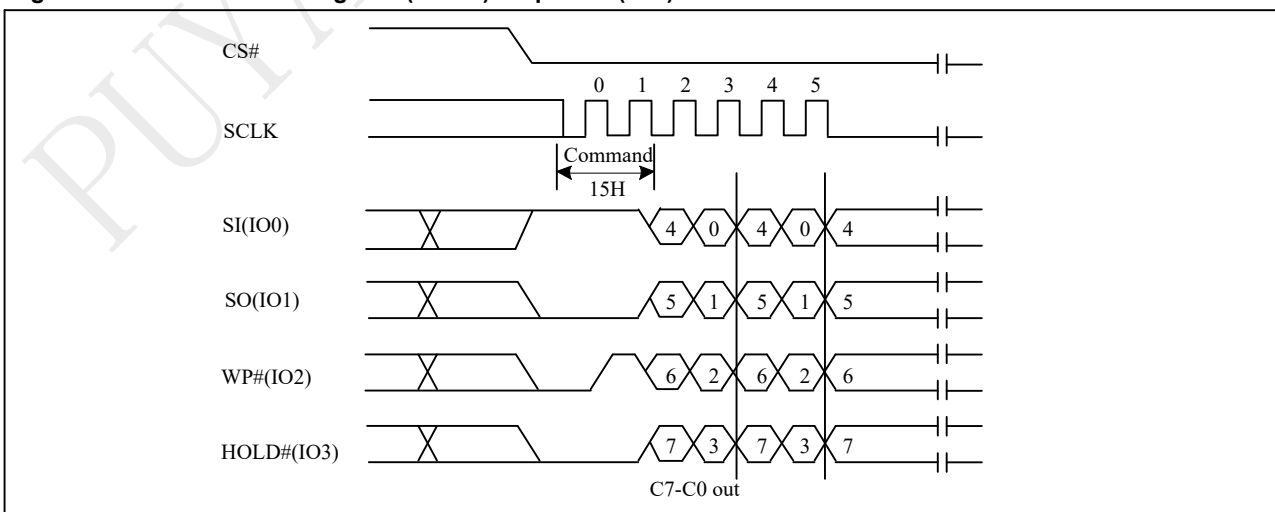 CS#
0 1 2 3 4 5
SCLK
Command
15H
SI(IO0) 4 0 4 0 4
SO(IO1) 5 1 5 1 5
WP#(IO2) 6 2 6 2 6
HOLD#(IO3) 7 3 7 3 7
C7-C0 out